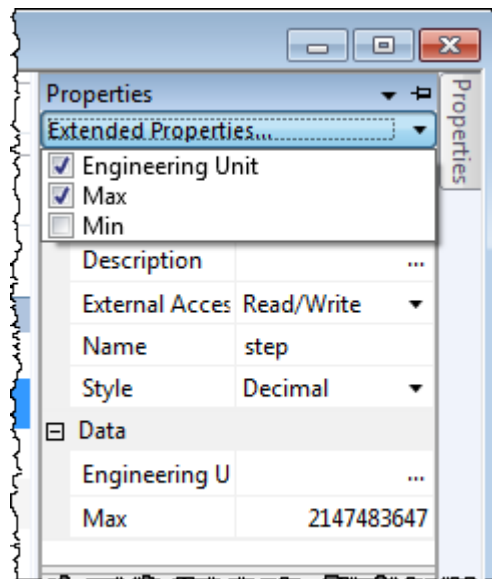 Properties
Properties
Extended Properties...
Engineering Unit
Max
Min
Description ...
External Acces Read/Write
Name step
Style Decimal
Data
Engineering U ...
Max 2147483647